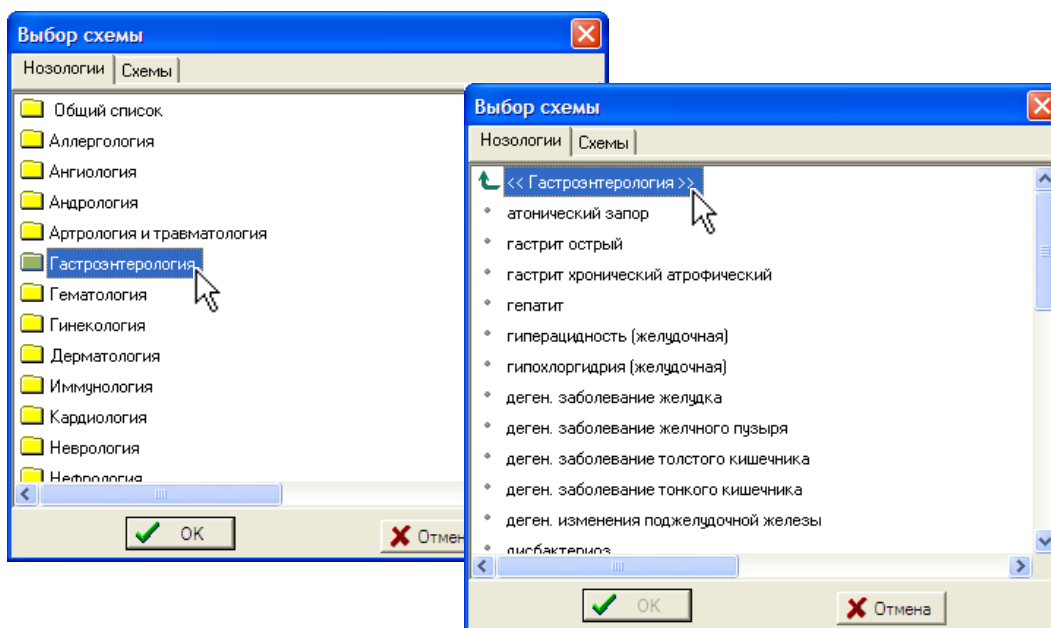 Выбор схемы
Нозологии Схемы
Общий список
Аллергология
Ангиология
Андрология
Артрология и травматология
Гастроэнтерология
Гематология
Гинекология
Дерматология
Иммунология
Кардиология
Неврология
Нефрология
OK
Отмен
Выбор схемы
Нозологии Схемы
<< Гастроэнтерология >>
атонический запор
гастрит острый
гастрит хронический атрофический
гепатит
гиперацидность (желудочная)
гипохлоргидрия (желудочная)
деген. заболевание желудка
деген. заболевание желчного пузыря
деген. заболевание толстого кишечника
деген. заболевание тонкого кишечника
деген. изменения поджелудочной железы
дисбактериоз
OK
Отмена